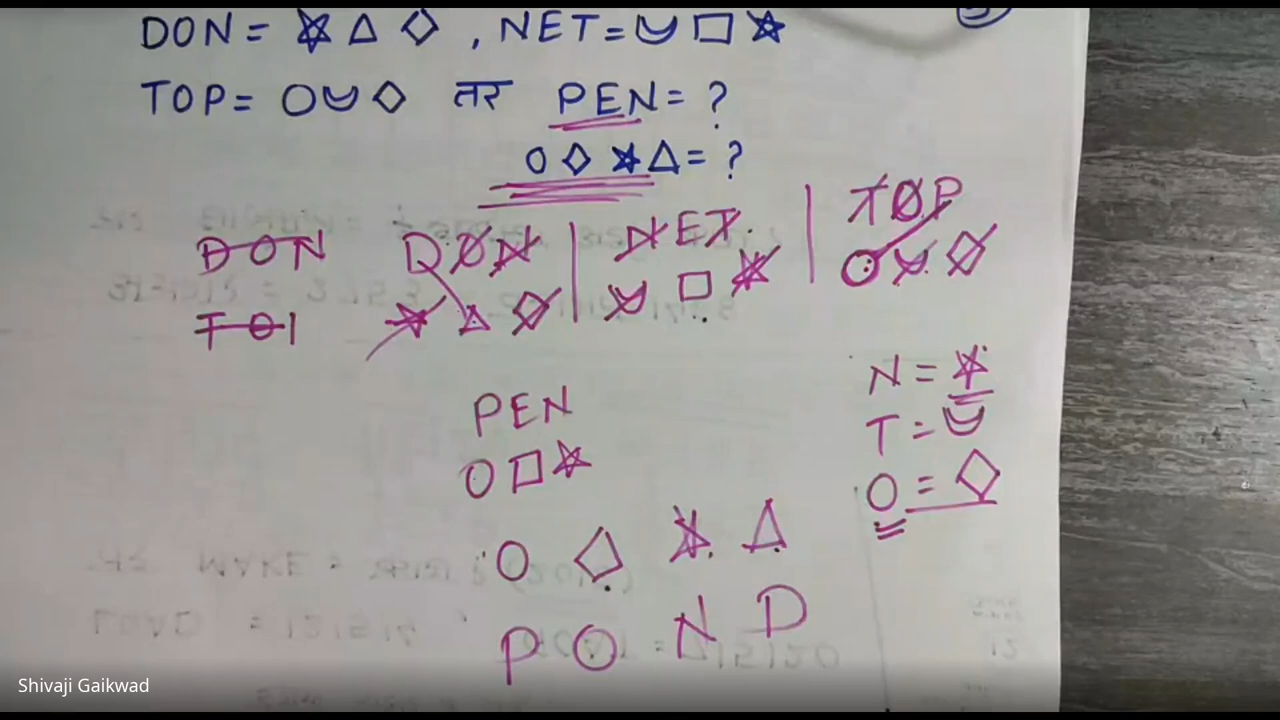 DON = ☆ △ ◇ , NET = ◡ □ ☆
TOP = ○ ◡ ◇ तर PEN = ?
○ ◇ ☆ △ = ?
DON DON | NET | TOP
TOI ☆ △ ◇ ◡ □ ☆ ○ ◡ ◇
N = ☆
PEN
T = ◡
○ □ ☆
O = ◇
○ ◇ ☆ △
P O N D
Shivaji Gaikwad